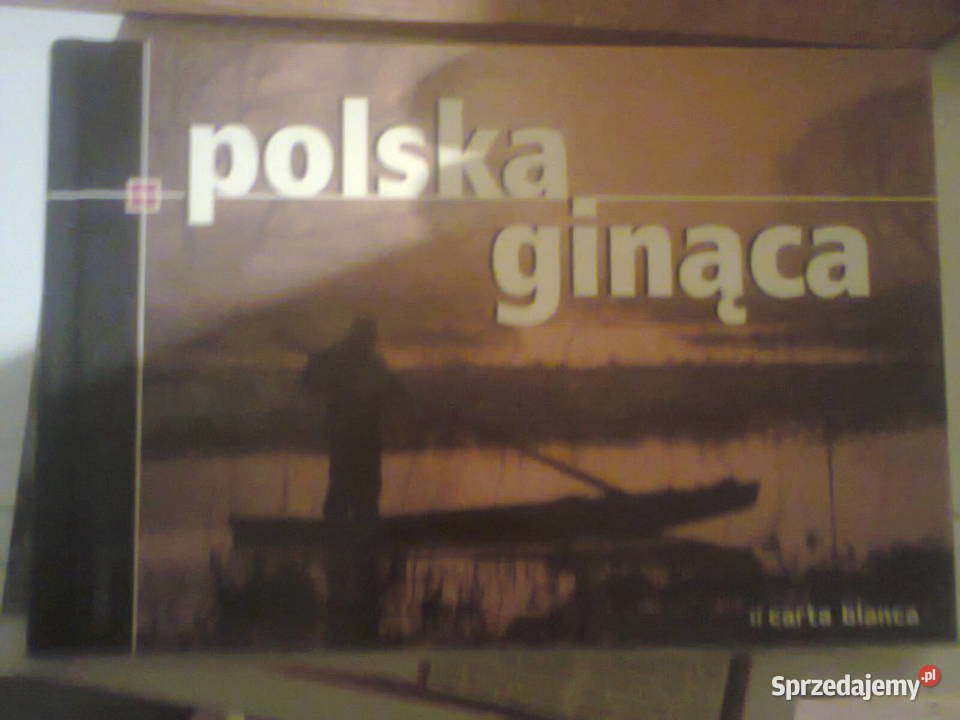 polska
ginąca
carta blanca
Sprzedajemy.pl